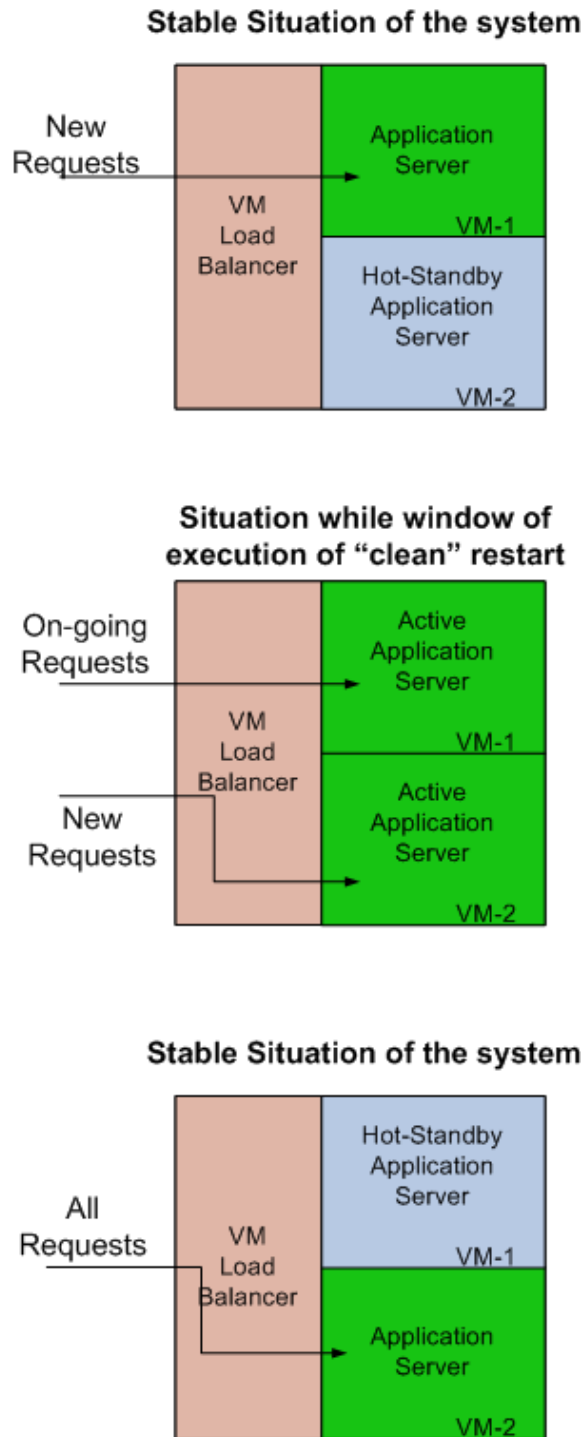 Stable Situation of the system
New
Requests
VM
Load
Balancer
Application
Server
VM-1
Hot-Standby
Application
Server
VM-2
Situation while window of
execution of “clean” restart
On-going
Requests
New
Requests
VM
Load
Balancer
Active
Application
Server
VM-1
Active
Application
Server
VM-2
Stable Situation of the system
All
Requests
VM
Load
Balancer
Hot-Standby
Application
Server
VM-1
Application
Server
VM-2